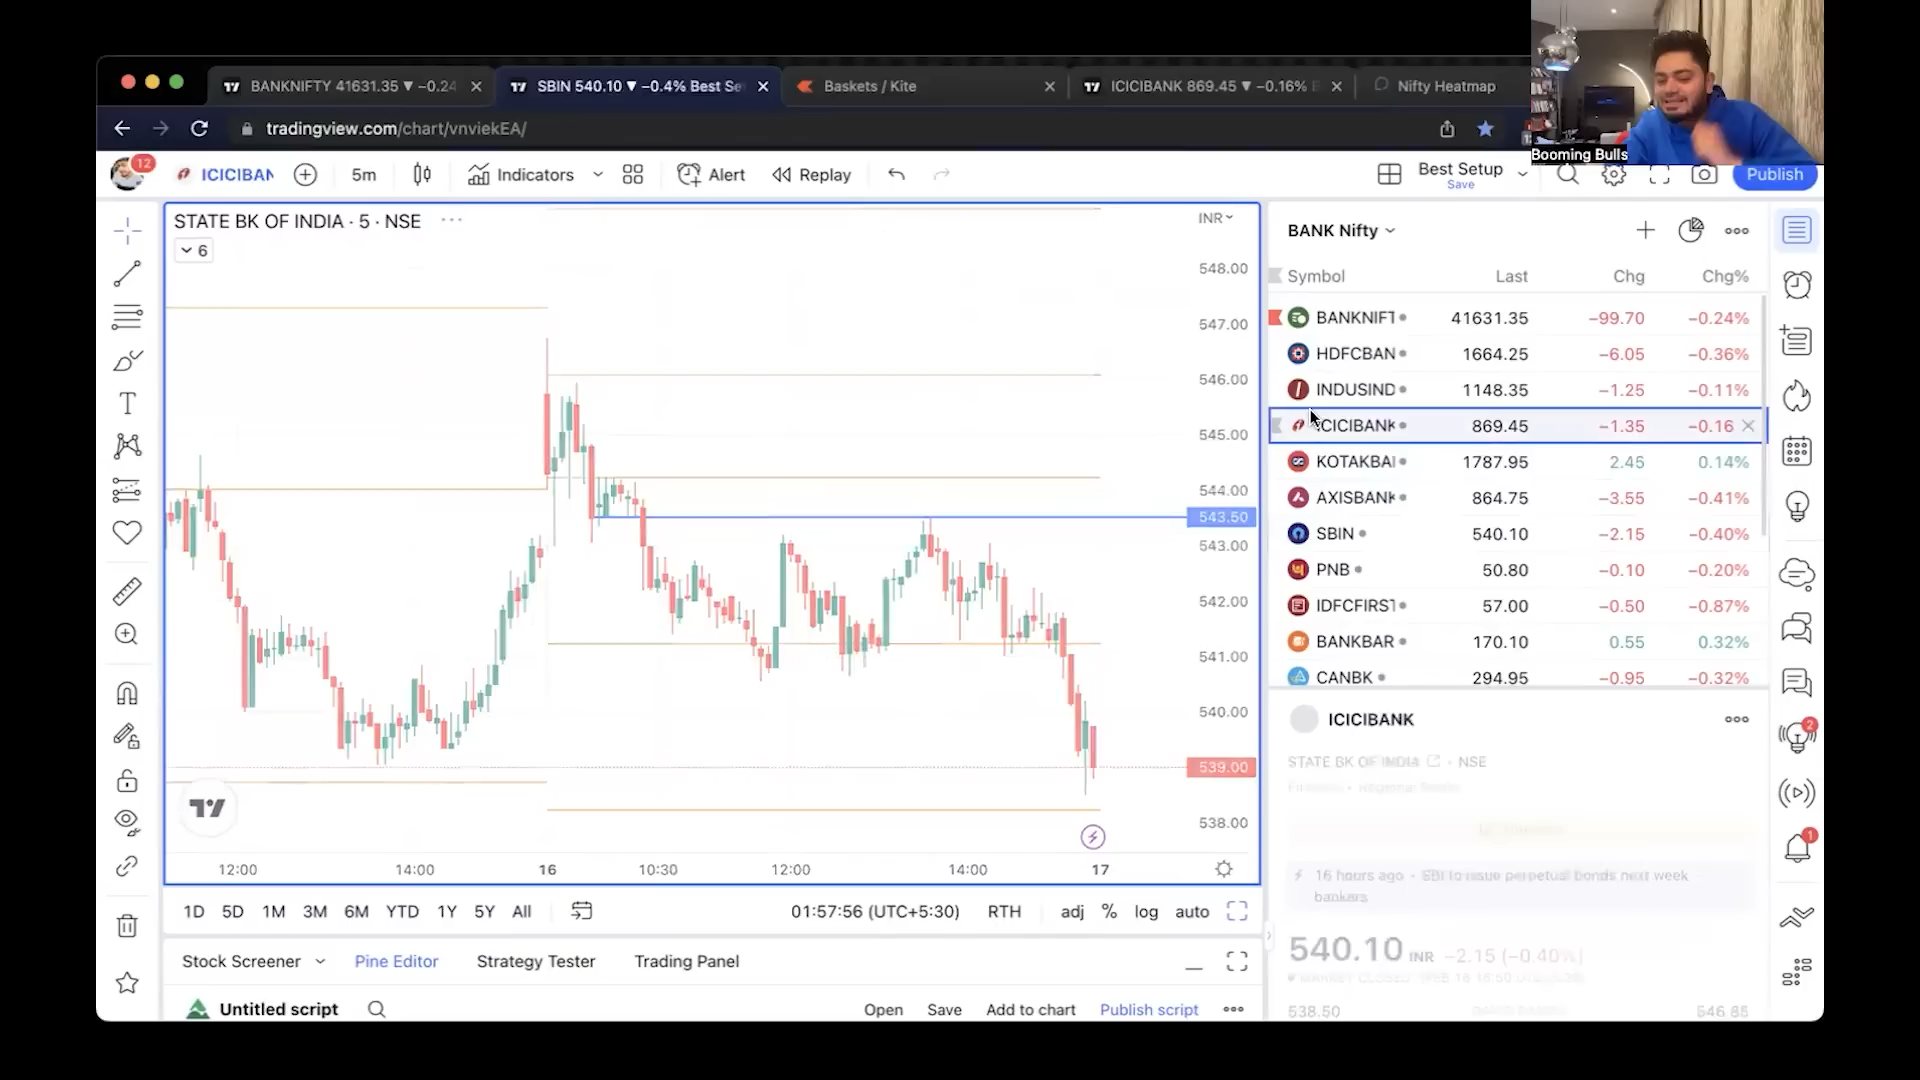 BANKNIFTY 41631.35 ▼ −0.24
SBIN 540.10 ▼ −0.4% Best Se
Baskets / Kite
ICICIBANK 869.45 ▼ −0.16%
Nifty Heatmap
tradingview.com/chart/vnviekEA/
Booming Bulls
12
ICICIBAN
5m
Indicators
Alert
Replay
Best Setup
Save
Publish
STATE BK OF INDIA · 5 · NSE
6
INR
548.00
547.00
546.00
545.00
544.00
543.50
543.00
542.00
541.00
540.00
539.00
538.00
12:00 14:00 16 10:30 12:00 14:00 17
1D 5D 1M 3M 6M YTD 1Y 5Y All
01:57:56 (UTC+5:30) RTH adj % log auto
Stock Screener Pine Editor Strategy Tester Trading Panel
Untitled script Open Save Add to chart Publish script
BANK Nifty
Symbol Last Chg Chg%
BANKNIFT 41631.35 −99.70 −0.24%
HDFCBAN 1664.25 −6.05 −0.36%
INDUSIND 1148.35 −1.25 −0.11%
ICICIBANK 869.45 −1.35 −0.16
KOTAKBA 1787.95 2.45 0.14%
AXISBANK 864.75 −3.55 −0.41%
SBIN 540.10 −2.15 −0.40%
PNB 50.80 −0.10 −0.20%
IDFCFIRST 57.00 −0.50 −0.87%
BANKBAR 170.10 0.55 0.32%
CANBK 294.95 −0.95 −0.32%
ICICIBANK
STATE BK OF INDIA · NSE
16 hours ago · SBI to issue perpetual bonds next week
bankers
540.10 INR −2.15 (−0.40%)
538.50 546.85
2
1